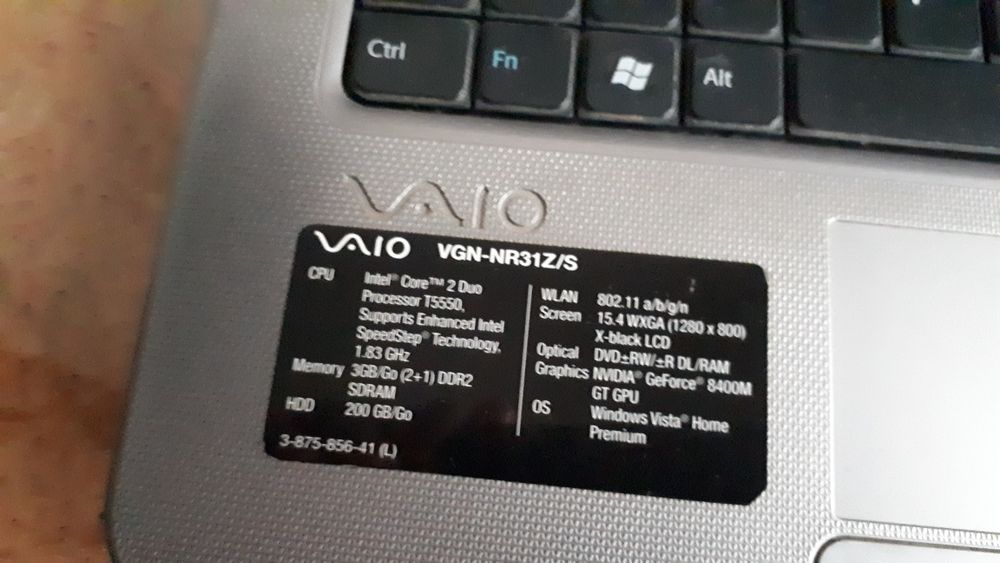 Ctrl
Fn
Alt
VAIO
VAIO VGN-NR31Z/S
CPU Intel® Core™ 2 Duo
Processor T5550,
Supports Enhanced Intel
SpeedStep® Technology,
1.83 GHz
Memory 3GB/Go (2+1) DDR2
SDRAM
HDD 200 GB/Go
3-875-856-41 (L)
WLAN 802.11 a/b/g/n
Screen 15.4 WXGA (1280 x 800)
X-black LCD
Optical DVD±RW/±R DL/RAM
Graphics NVIDIA® GeForce® 8400M
GT GPU
OS Windows Vista® Home
Premium